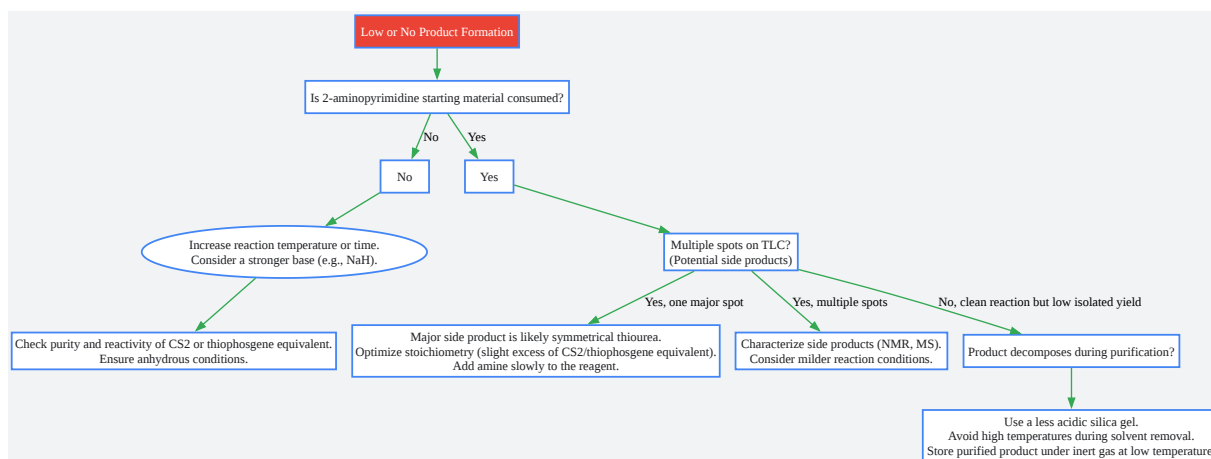 Low or No Product Formation
Is 2-aminopyrimidine starting material consumed?
No
Yes
No
Yes
Increase reaction temperature or time.
Consider a stronger base (e.g., NaH).
Multiple spots on TLC?
(Potential side products)
Yes, one major spot
Yes, multiple spots
No, clean reaction but low isolated yield
Check purity and reactivity of CS2 or thiophosgene equivalent.
Ensure anhydrous conditions.
Major side product is likely symmetrical thiourea.
Optimize stoichiometry (slight excess of CS2/thiophosgene equivalent).
Add amine slowly to the reagent.
Characterize side products (NMR, MS).
Consider milder reaction conditions.
Product decomposes during purification?
Use a less acidic silica gel.
Avoid high temperatures during solvent removal.
Store purified product under inert gas at low temperature